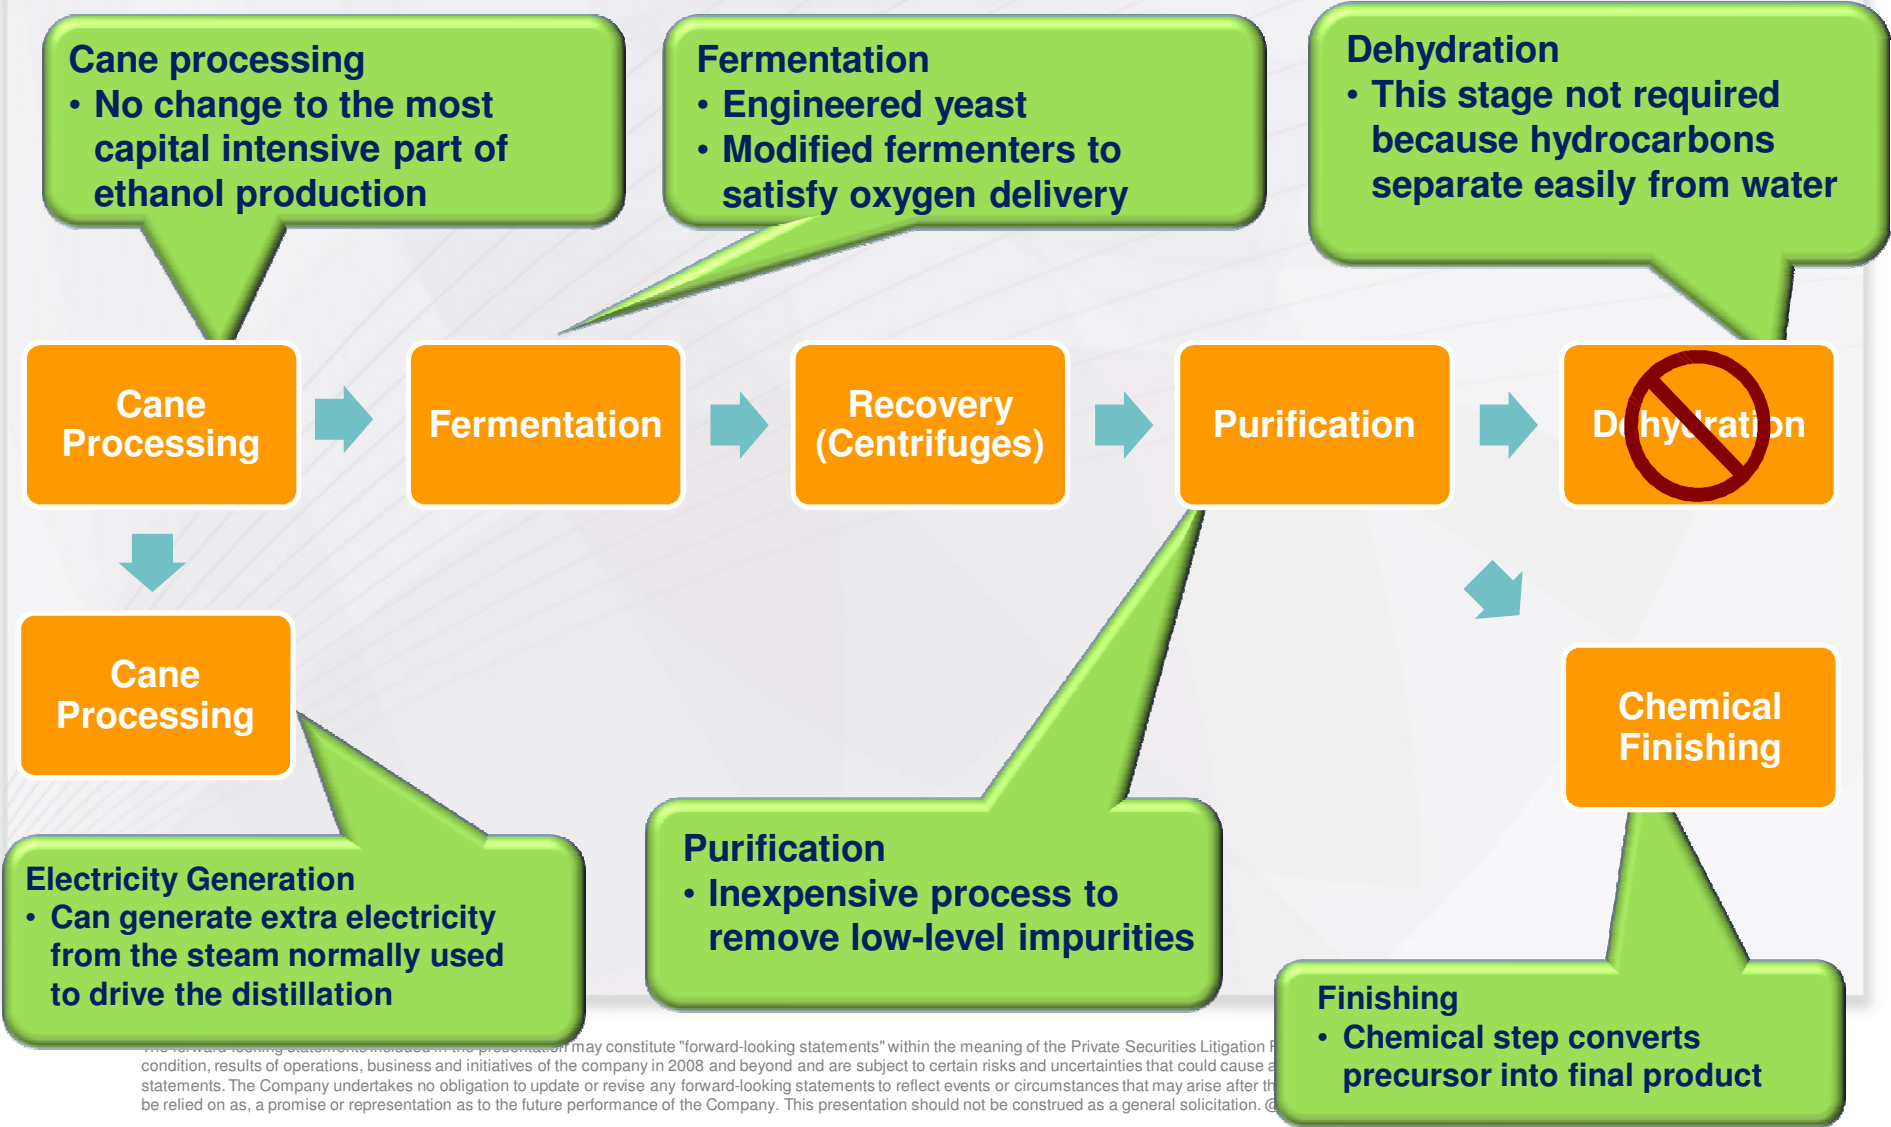 Cane processing
• No change to the most
capital intensive part of
ethanol production
Fermentation
• Engineered yeast
• Modified fermenters to
satisfy oxygen delivery
Dehydration
• This stage not required
because hydrocarbons
separate easily from water
Cane
Processing
Fermentation
Recovery
(Centrifuges)
Purification
Dehydration
Cane
Processing
Chemical
Finishing
Electricity Generation
• Can generate extra electricity
from the steam normally used
to drive the distillation
Purification
• Inexpensive process to
remove low-level impurities
Finishing
• Chemical step converts
precursor into final product
The forward-looking statements included in the presentation may constitute "forward-looking statements" within the meaning of the Private Securities Litigation
condition, results of operations, business and initiatives of the company in 2008 and beyond and are subject to certain risks and uncertainties that could cause
statements. The Company undertakes no obligation to update or revise any forward-looking statements to reflect events or circumstances that may arise after
be relied on as, a promise or representation as to the future performance of the Company. This presentation should not be construed as a general solicitation. @